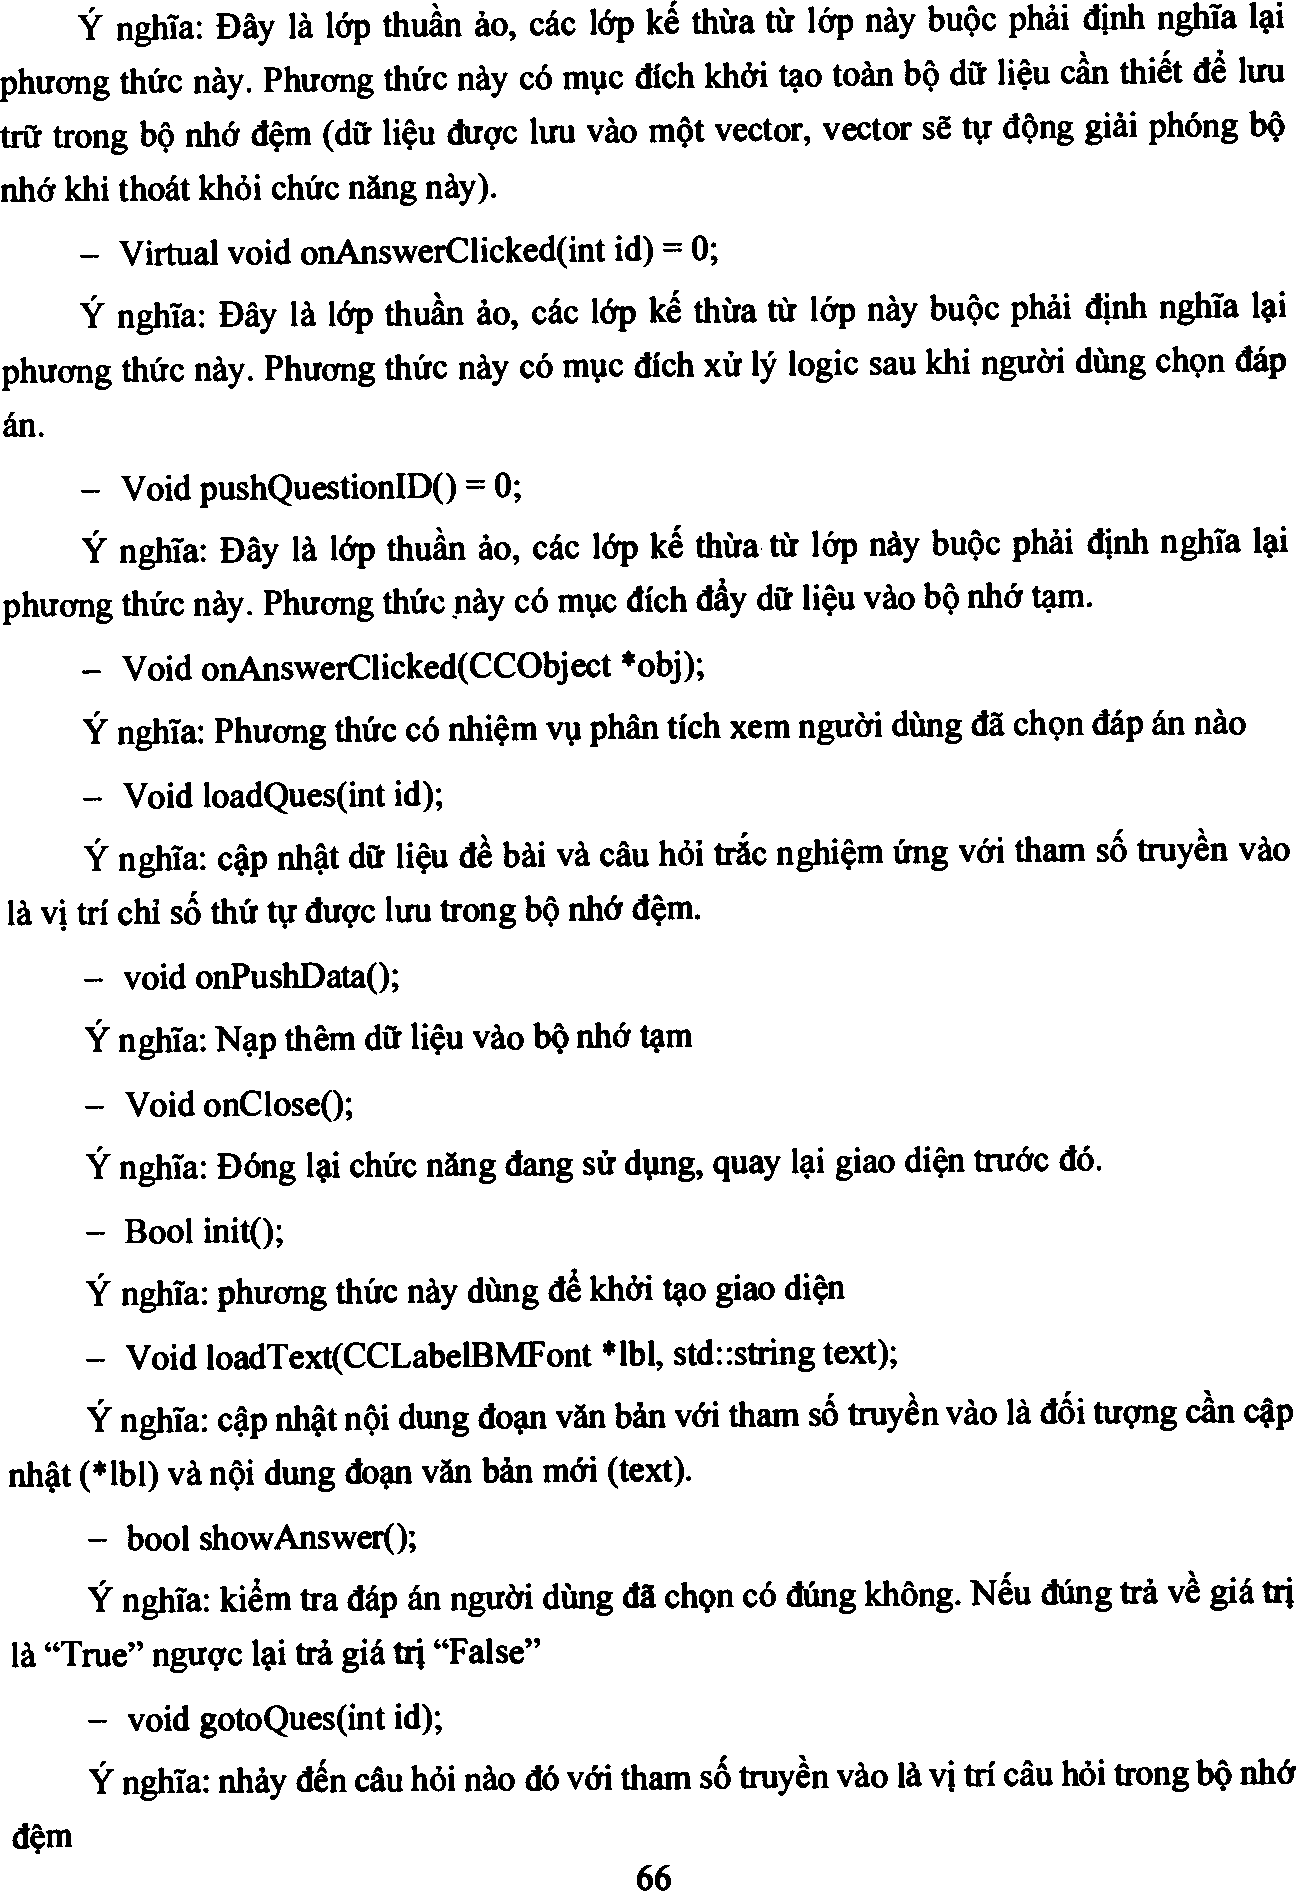 Ý nghĩa: Đây là lớp thuần ảo, các lớp kế thừa từ lớp này buộc phải định nghĩa lại
phương thức này. Phương thức này có mục đích khởi tạo toàn bộ dữ liệu cần thiết để lưu
trữ trong bộ nhớ đệm (dữ liệu được lưu vào một vector, vector sẽ tự động giải phóng bộ
nhớ khi thoát khỏi chức năng này).
– Virtual void onAnswerClicked(int id) = 0;
Ý nghĩa: Đây là lớp thuần ảo, các lớp kế thừa từ lớp này buộc phải định nghĩa lại
phương thức này. Phương thức này có mục đích xử lý logic sau khi người dùng chọn đáp
án.
– Void pushQuestionID() = 0;
Ý nghĩa: Đây là lớp thuần ảo, các lớp kế thừa từ lớp này buộc phải định nghĩa lại
phương thức này. Phương thức này có mục đích đẩy dữ liệu vào bộ nhớ tạm.
– Void onAnswerClicked(CCObject *obj);
Ý nghĩa: Phương thức có nhiệm vụ phân tích xem người dùng đã chọn đáp án nào
– Void loadQues(int id);
Ý nghĩa: cập nhật dữ liệu đề bài và câu hỏi trắc nghiệm ứng với tham số truyền vào
là vị trí chỉ số thứ tự được lưu trong bộ nhớ đệm.
– void onPushData();
Ý nghĩa: Nạp thêm dữ liệu vào bộ nhớ tạm
– Void onClose();
Ý nghĩa: Đóng lại chức năng đang sử dụng, quay lại giao diện trước đó.
– Bool init();
Ý nghĩa: phương thức này dùng để khởi tạo giao diện
– Void loadText(CCLabelBMFont *lbl, std::string text);
Ý nghĩa: cập nhật nội dung đoạn văn bản với tham số truyền vào là đối tượng cần cập
nhật (*lbl) và nội dung đoạn văn bản mới (text).
– bool showAnswer();
Ý nghĩa: kiểm tra đáp án người dùng đã chọn có đúng không. Nếu đúng trả về giá trị
là “True” ngược lại trả giá trị “False”
– void gotoQues(int id);
Ý nghĩa: nhảy đến câu hỏi nào đó với tham số truyền vào là vị trí câu hỏi trong bộ nhớ
đệm
66